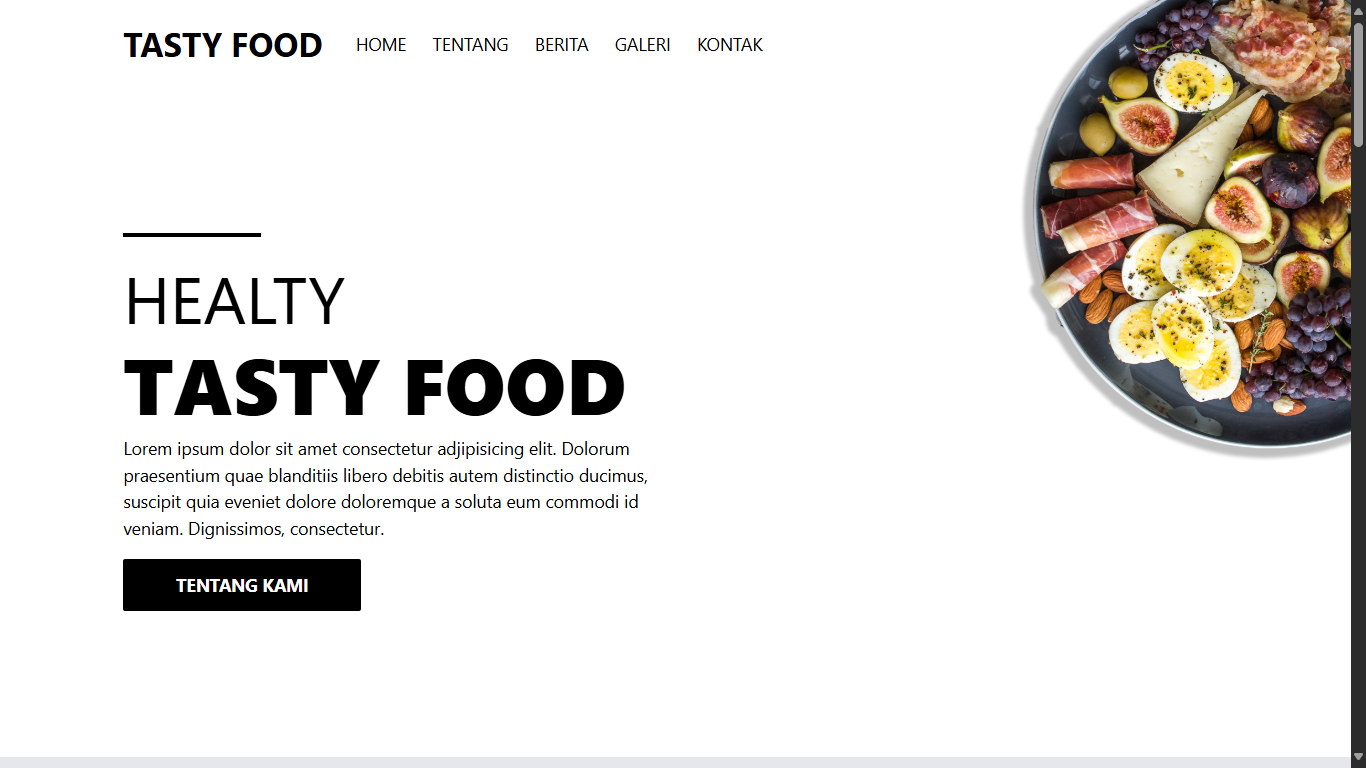 TASTY FOOD HOME TENTANG BERITA GALERI KONTAK
HEALTY
TASTY FOOD
Lorem ipsum dolor sit amet consectetur adjipisicing elit. Dolorum
praesentium quae blanditiis libero debitis autem distinctio ducimus,
suscipit quia eveniet dolore doloremque a soluta eum commodi id
veniam. Dignissimos, consectetur.
TENTANG KAMI